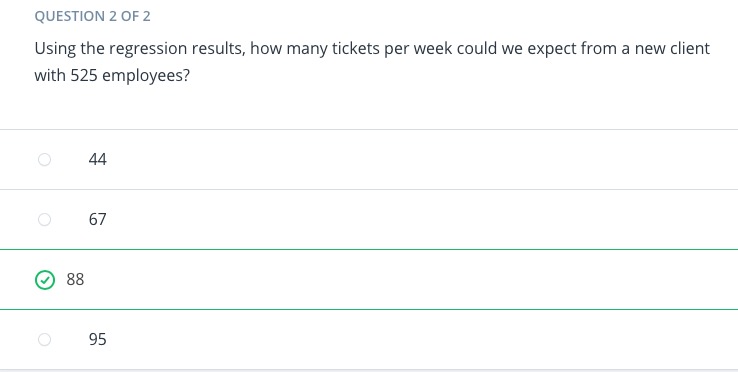 QUESTION 2 OF 2
Using the regression results, how many tickets per week could we expect from a new client
with 525 employees?
44
67
88
95